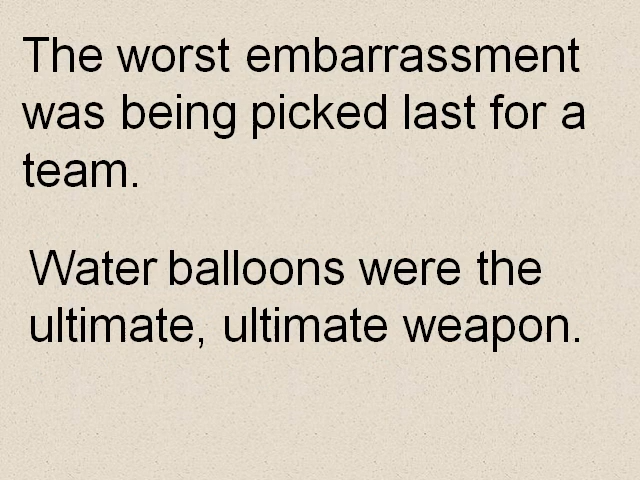 The worst embarrassment
was being picked last for a
team.
Water balloons were the
ultimate, ultimate weapon.